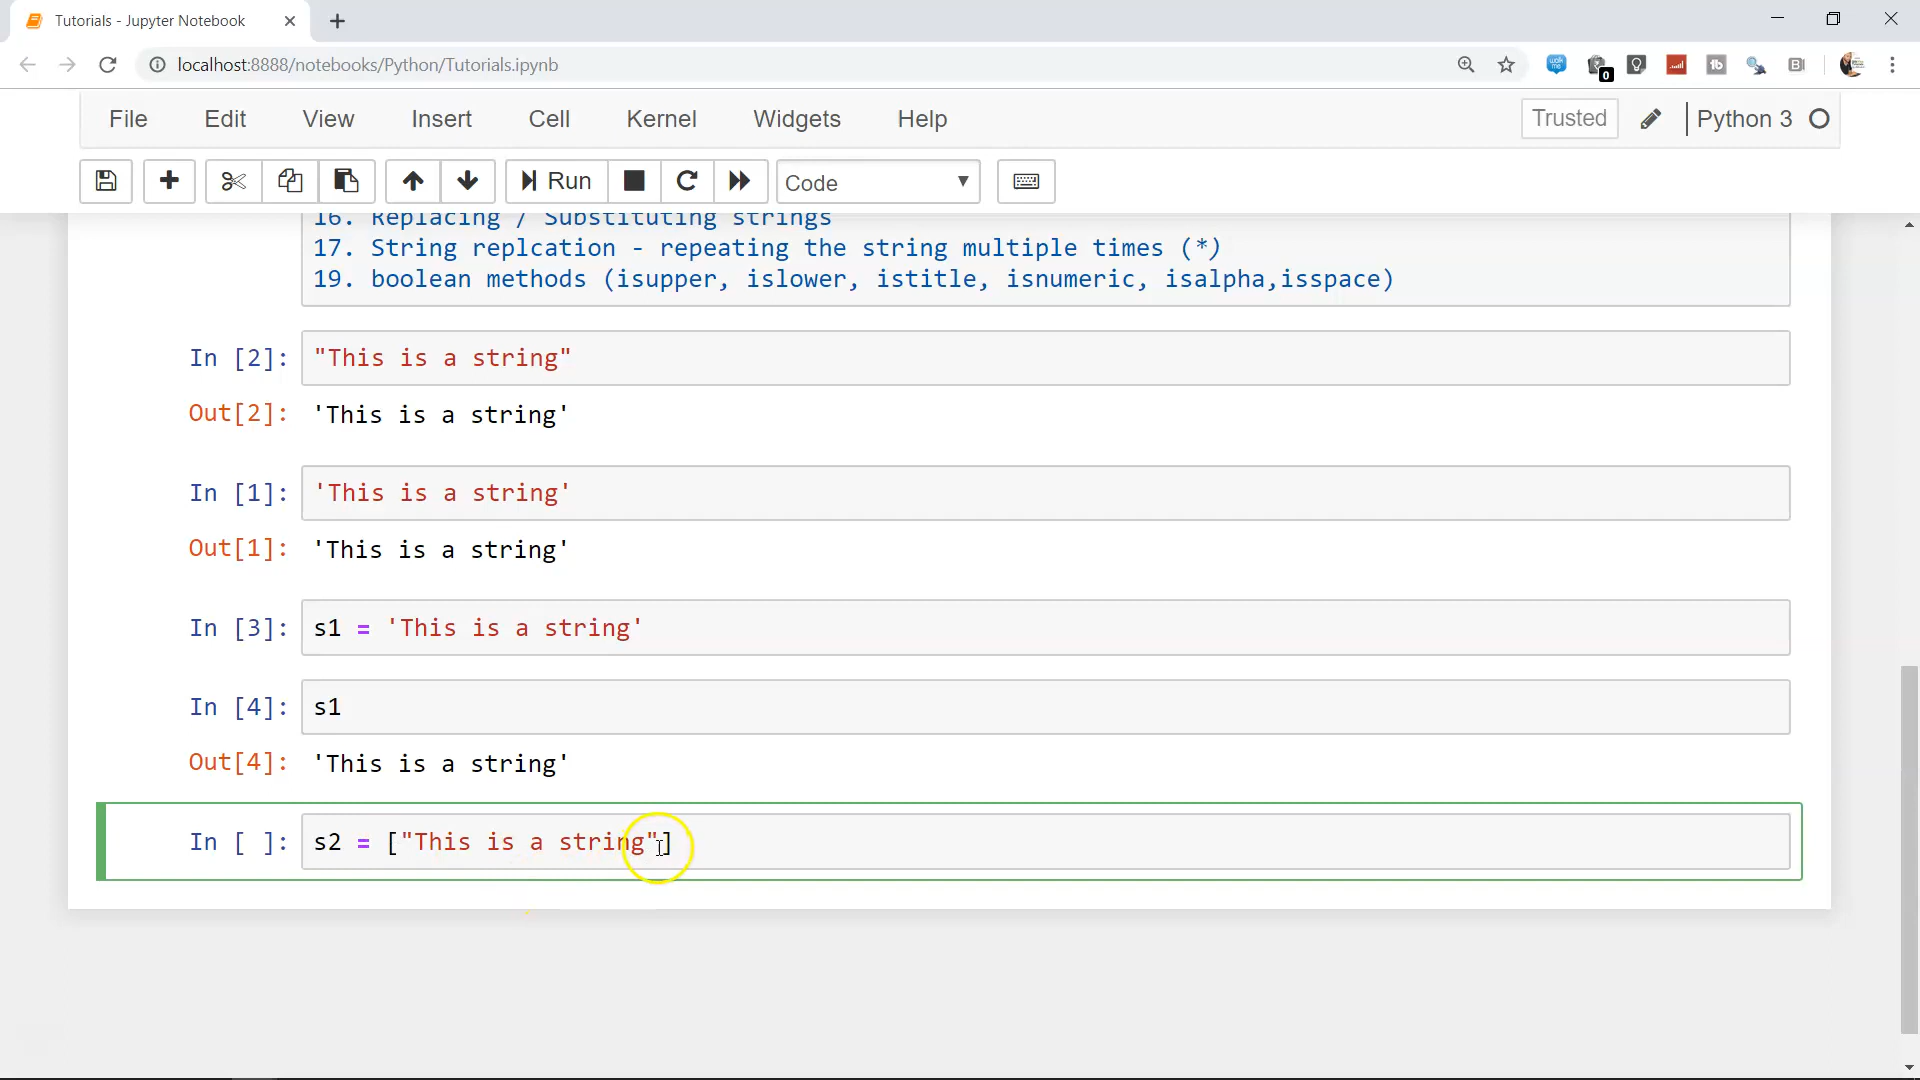 Tutorials - Jupyter Notebook
localhost:8888/notebooks/Python/Tutorials.ipynb
0
File Edit View Insert Cell Kernel Widgets Help Trusted Python 3
Run Code
16. Replacing / Substituting strings
17. String replcation - repeating the string multiple times (*)
19. boolean methods (isupper, islower, istitle, isnumeric, isalpha,isspace)
In [2]: "This is a string"
Out[2]: 'This is a string'
In [1]: 'This is a string'
Out[1]: 'This is a string'
In [3]: s1 = 'This is a string'
In [4]: s1
Out[4]: 'This is a string'
In [ ]: s2 = ["This is a string"]